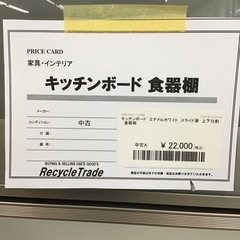 PRICE CARD
家具・インテリア
キッチンボード 食器棚
メーカー
コンディション 中古
付属
備考
キッチンボード エナメルホワイト スライド扉 上下分割
食器棚
中古A ¥ 22,000 (税込)
BUYING & SELLING USED GOODS
RecycleTrade